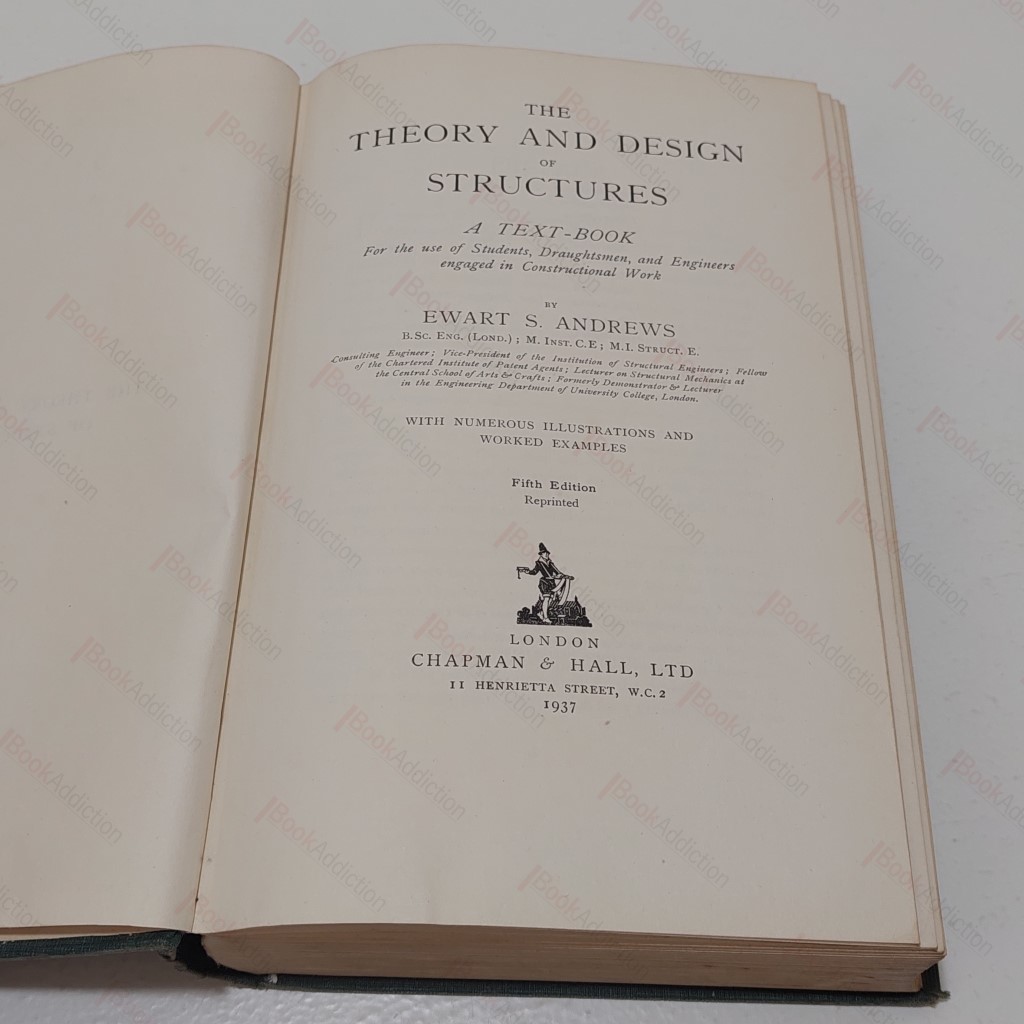 THE
THEORY AND DESIGN
OF
STRUCTURES
A TEXT-BOOK
For the use of Students, Draughtsmen, and Engineers
engaged in Constructional Work
BY
EWART S. ANDREWS
B.Sc. Eng. (Lond.) ; M. Inst. C.E ; M.I. Struct. E.
Consulting Engineer ; Vice-President of the Institution of Structural Engineers ; Fellow
of the Chartered Institute of Patent Agents ; Lecturer on Structural Mechanics at
the Central School of Arts & Crafts ; Formerly Demonstrator & Lecturer
in the Engineering Department of University College, London.
WITH NUMEROUS ILLUSTRATIONS AND
WORKED EXAMPLES
Fifth Edition
Reprinted
LONDON
CHAPMAN & HALL, LTD
11 HENRIETTA STREET, W.C. 2
1937
BookAddiction